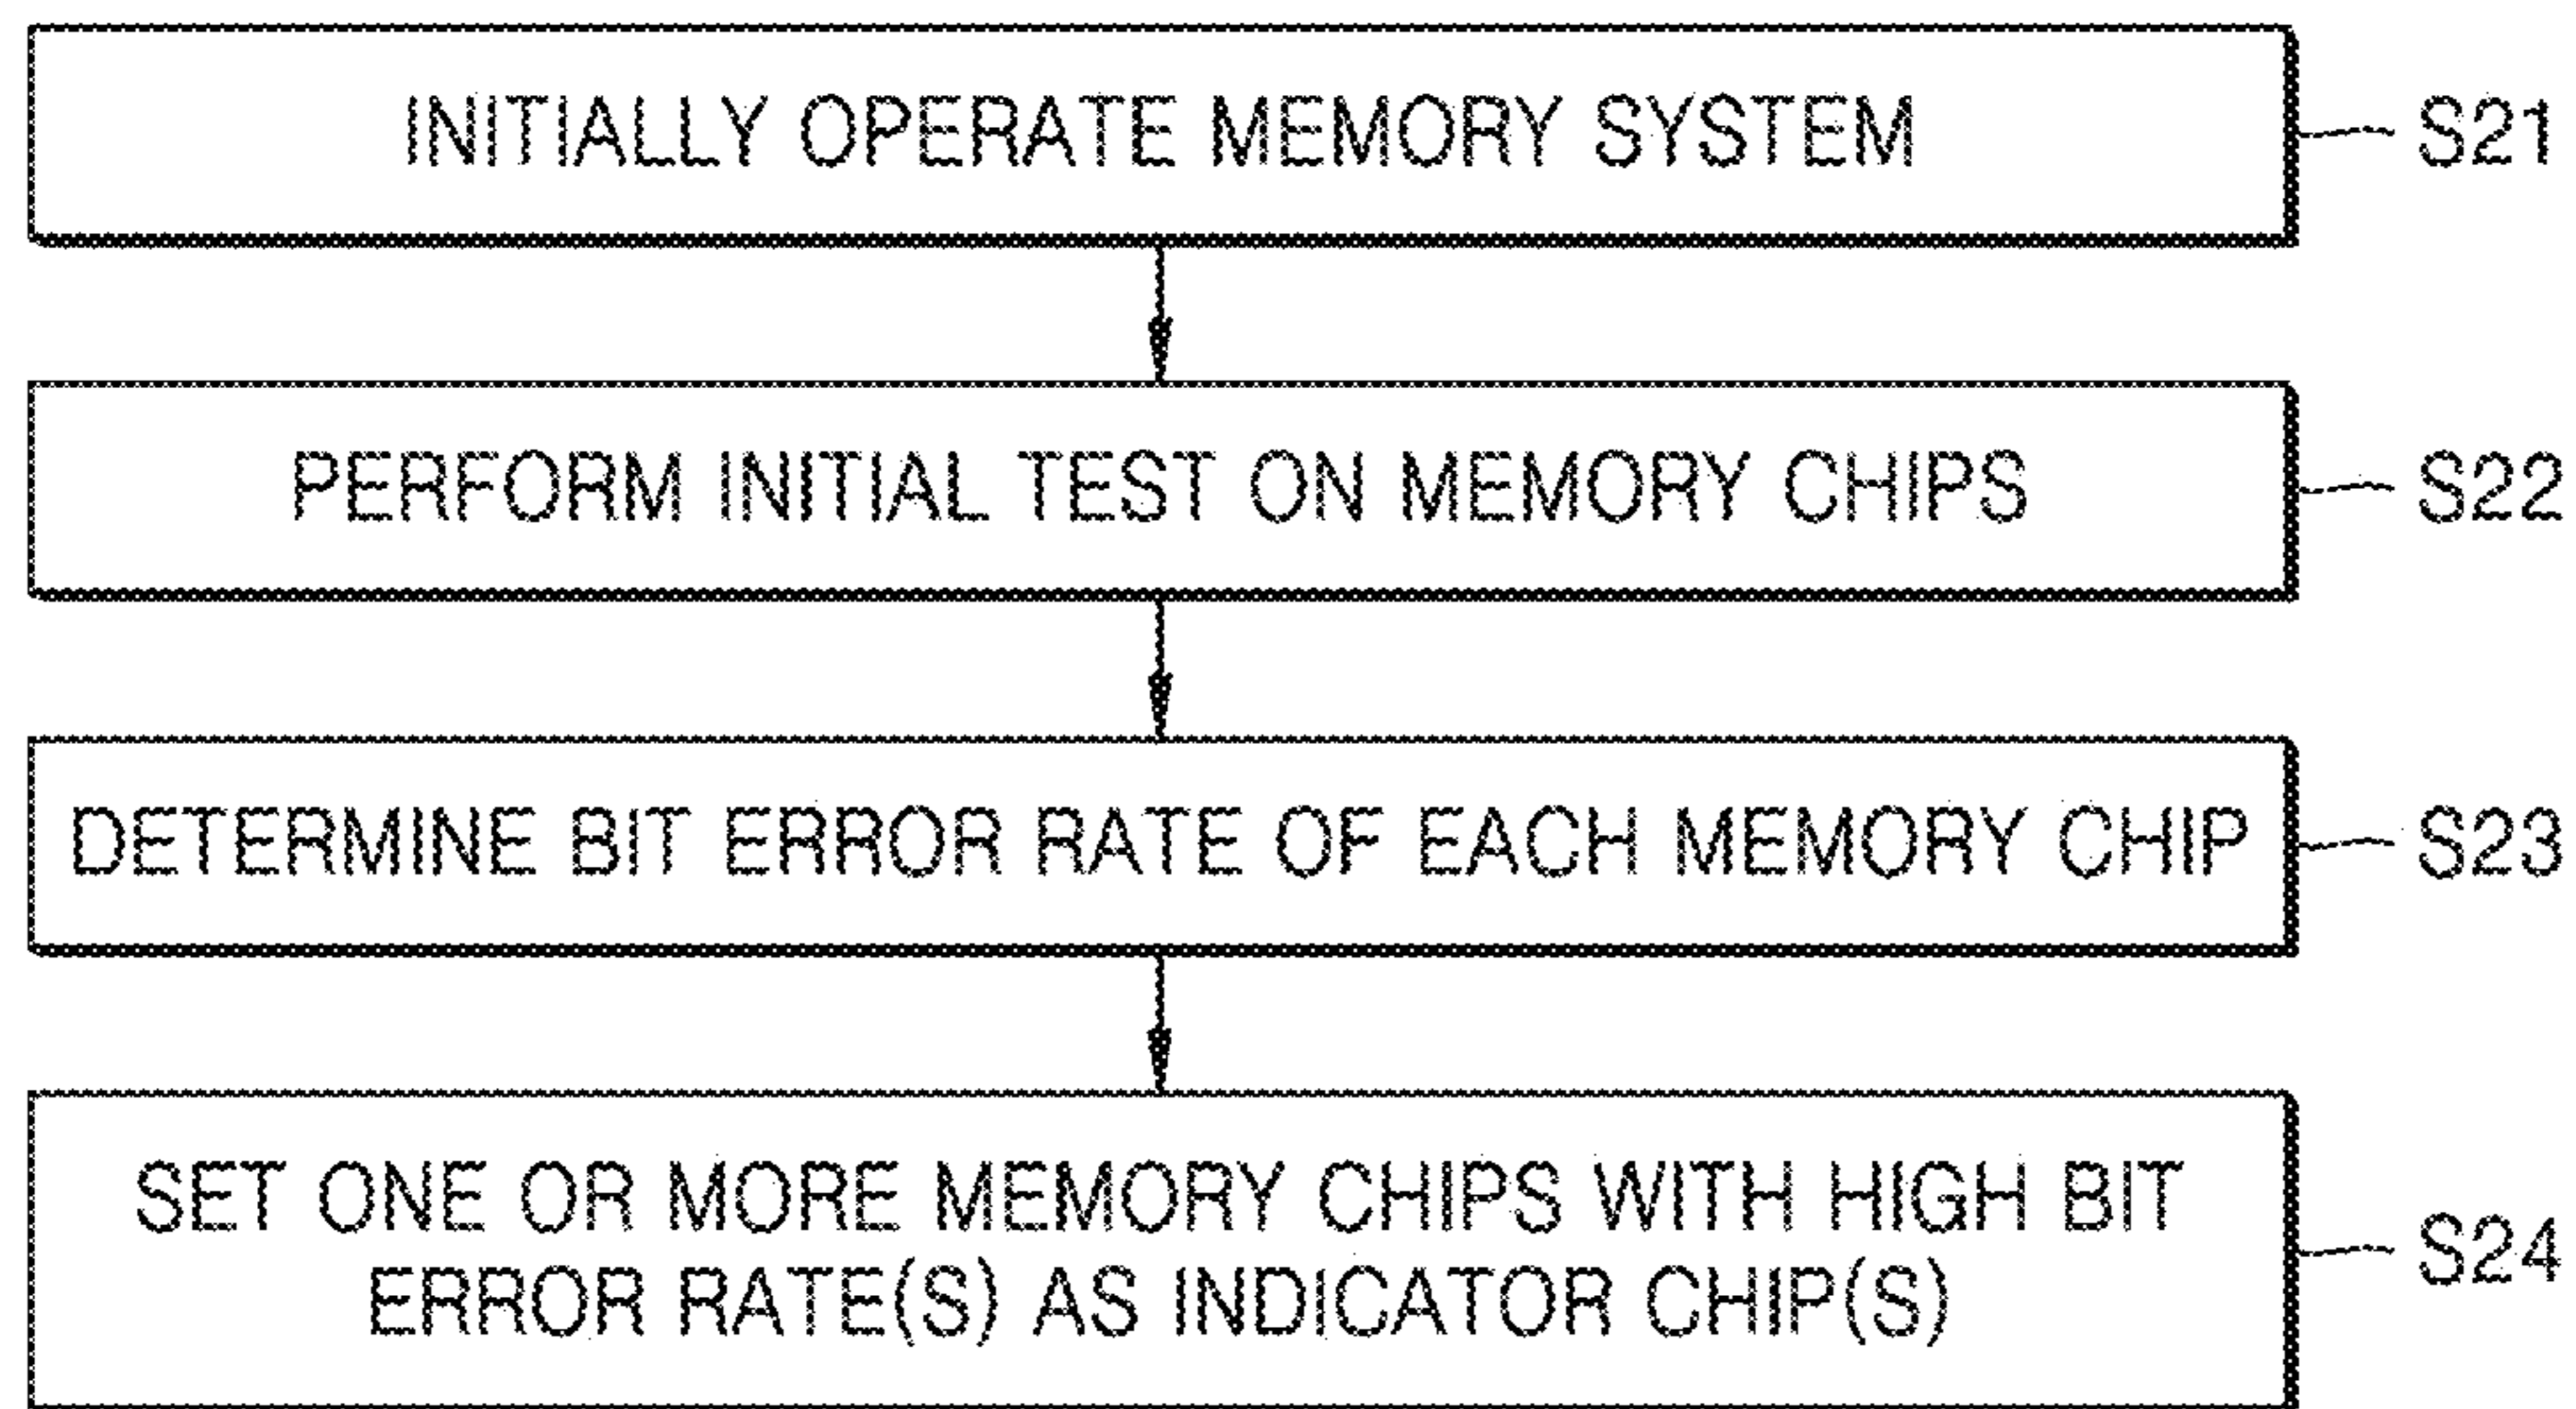 INITIALLY OPERATE MEMORY SYSTEM
S21
PERFORM INITIAL TEST ON MEMORY CHIPS
S22
DETERMINE BIT ERROR RATE OF EACH MEMORY CHIP
S23
SET ONE OR MORE MEMORY CHIPS WITH HIGH BIT
ERROR RATE(S) AS INDICATOR CHIP(S)
S24